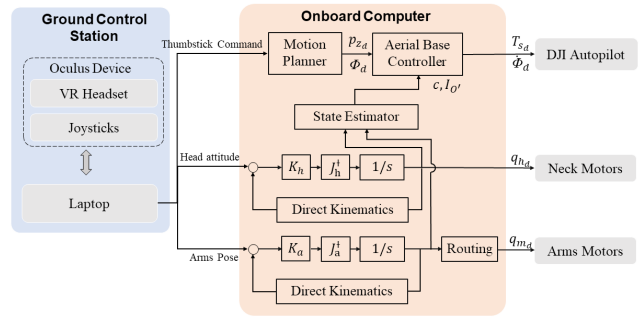 Ground Control
Station
Oculus Device
VR Headset
Joysticks
Laptop
Thumbstick Command
Head attitude
Arms Pose
Onboard Computer
Motion
Planner
p_{z_d}
Φ_d
Aerial Base
Controller
c, I_{O'}
State Estimator
K_h
J_h^†
1/s
Direct Kinematics
K_a
J_a^†
1/s
Routing
Direct Kinematics
T_{s_d}
Φ̇_d
DJI Autopilot
q_{h_d}
Neck Motors
q_{m_d}
Arms Motors